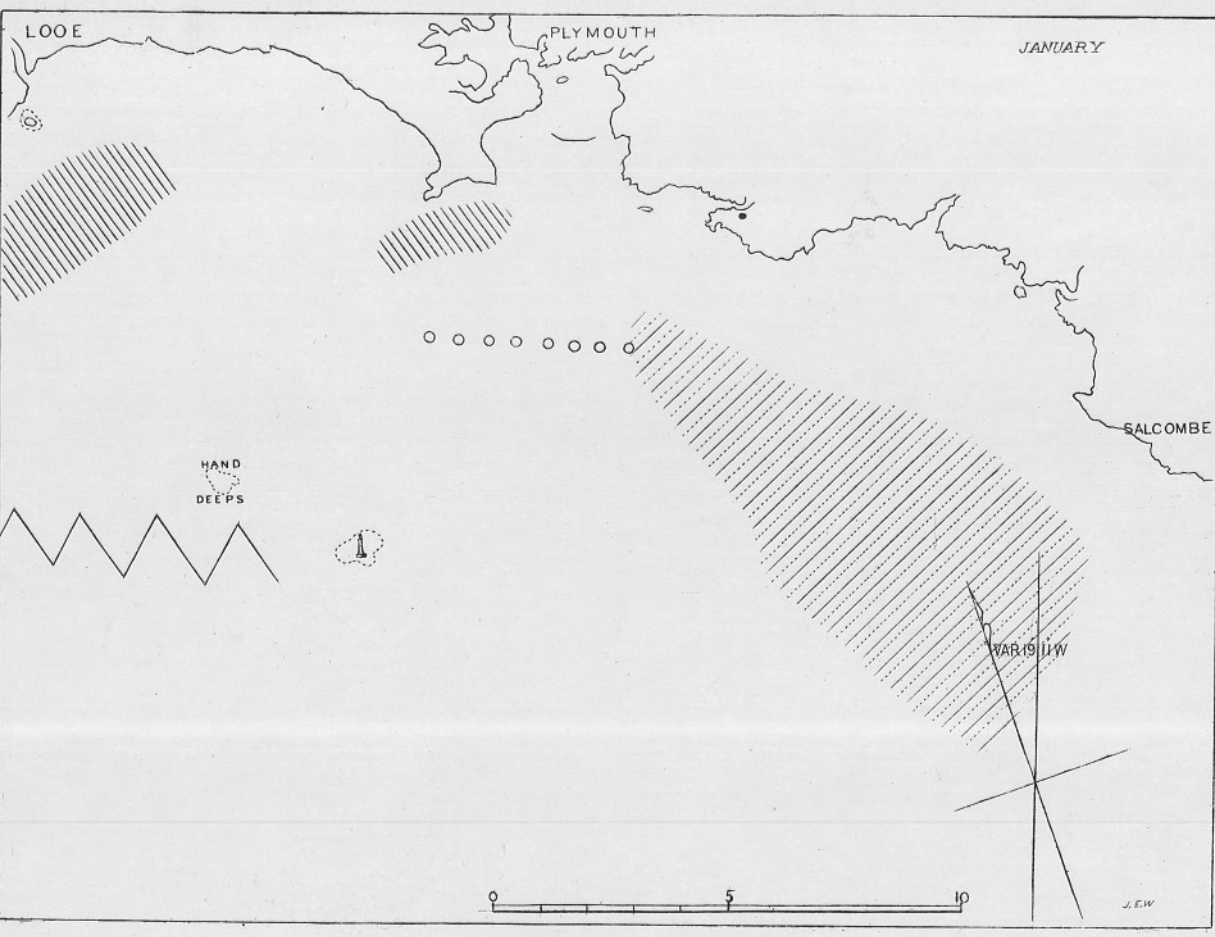 LOOE
PLYMOUTH
JANUARY
SALCOMBE
HAND
DEEPS
VAR 19.11 W
0 5 10
J.E.W